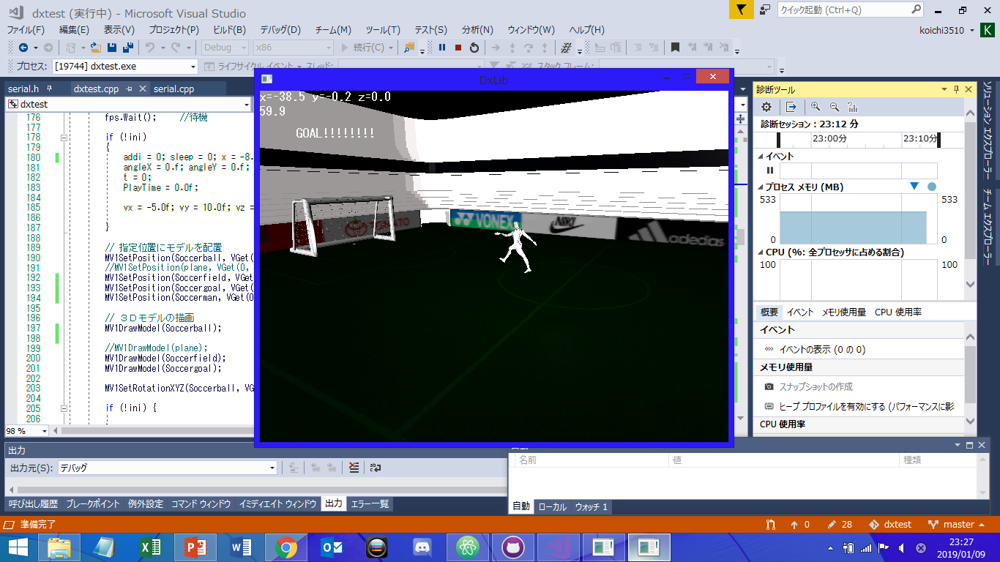 dxtest (実行中) - Microsoft Visual Studio
クイック起動 (Ctrl+Q)
ファイル(F) 編集(E) 表示(V) プロジェクト(P) ビルド(B) デバッグ(D) チーム(M) ツール(T) テスト(S) 分析(N) ウィンドウ(W) ヘルプ(H)
koichi3510 K
Debug x86 続行(C)
プロセス: [19744] dxtest.exe ライフサイクル イベント スレッド: スタック フレーム:
serial.h dxtest.cpp serial.cpp
dxtest
176 fps.Wait(); //待機
177
178 if (!ini)
179 {
180 addi = 0; sleep = 0; x = -8.
181 angleX = 0.f; angleY = 0.f;
182 t = 0;
183 PlayTime = 0.0f;
184
185 vx = -5.0f; vy = 10.0f; vz =
186
187 }
188
189 // 指定位置にモデルを配置
190 MV1SetPosition(Soccerball, VGet(
191 //MV1SetPosition(plane, VGet(0,
192 MV1SetPosition(Soccerfield, VGet
193 MV1SetPosition(Soccergoal, VGet(
194 MV1SetPosition(Soccerman, VGet(0
195
196 // 3Dモデルの描画
197 MV1DrawModel(Soccerball);
198
199 //MV1DrawModel(plane);
200 MV1DrawModel(Soccerfield);
201 MV1DrawModel(Soccergoal);
202
203 MV1SetRotationXYZ(Soccerball, VG
204
205 if (!ini) {
206
98 %
DxLib
x=-38.5 y=-0.2 z=0.0
59.9
GOAL!!!!!!!!
TOMATO
YONEX
NIKE
adedias
診断ツール
診断セッション : 23:12 分
23:00分 23:10分
イベント
プロセス メモリ (MB)
533 533
0 0
CPU (%: 全プロセッサに占める割合)
100 100
概要 イベント メモリ使用量 CPU 使用率
イベント
イベントの表示 (0 の 0)
メモリ使用量
スナップショットの作成
ヒープ プロファイルを有効にする (パフォーマンスに影
CPU 使用率
ソリューション エクスプローラー
チーム エクスプローラー
出力
出力元(S): デバッグ
呼び出し履歴 ブレークポイント 例外設定 コマンド ウィンドウ イミディエイト ウィンドウ 出力 エラー一覧
自動
名前 値 種類
自動 ローカル ウォッチ 1
準備完了
0 28 dxtest master
23:27
2019/01/09